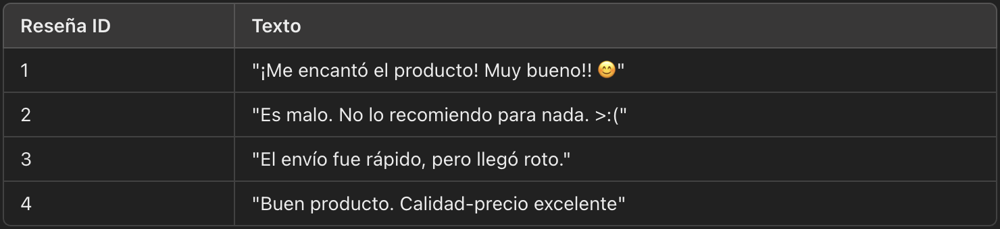 Reseña ID Texto
1 "¡Me encantó el producto! Muy bueno!! 😊"
2 "Es malo. No lo recomiendo para nada. >:("
3 "El envío fue rápido, pero llegó roto."
4 "Buen producto. Calidad-precio excelente"